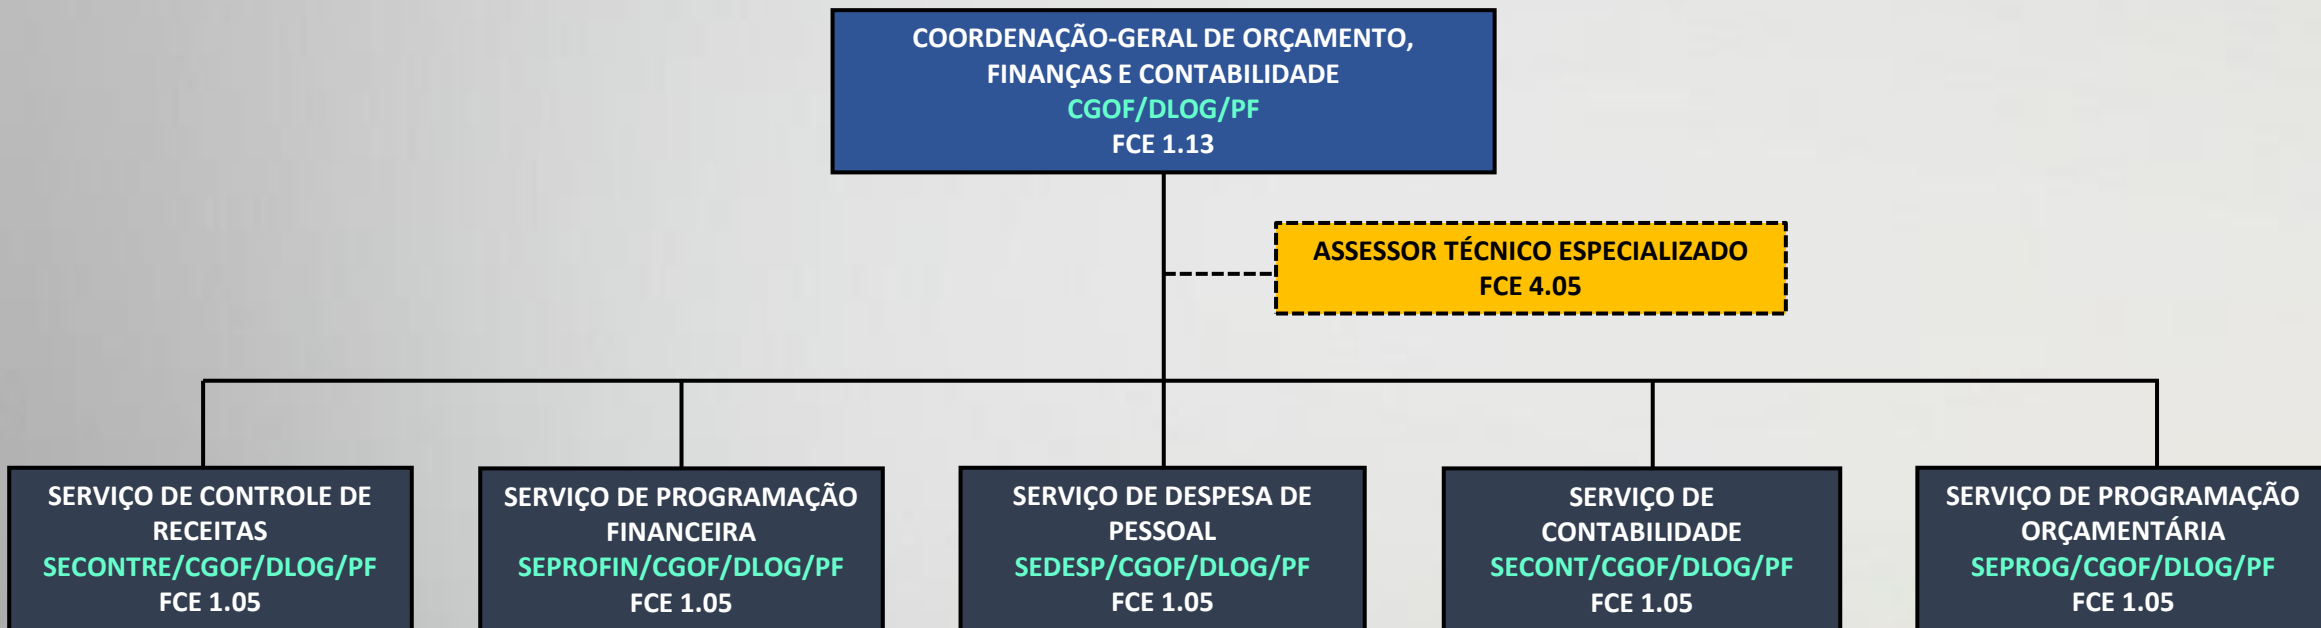 COORDENAÇÃO-GERAL DE ORÇAMENTO,
FINANÇAS E CONTABILIDADE
CGOF/DLOG/PF
FCE 1.13
ASSESSOR TÉCNICO ESPECIALIZADO
FCE 4.05
SERVIÇO DE CONTROLE DE
RECEITAS
SECONTRE/CGOF/DLOG/PF
FCE 1.05
SERVIÇO DE PROGRAMAÇÃO
FINANCEIRA
SEPROFIN/CGOF/DLOG/PF
FCE 1.05
SERVIÇO DE DESPESA DE
PESSOAL
SEDESP/CGOF/DLOG/PF
FCE 1.05
SERVIÇO DE
CONTABILIDADE
SECONT/CGOF/DLOG/PF
FCE 1.05
SERVIÇO DE PROGRAMAÇÃO
ORÇAMENTÁRIA
SEPROG/CGOF/DLOG/PF
FCE 1.05